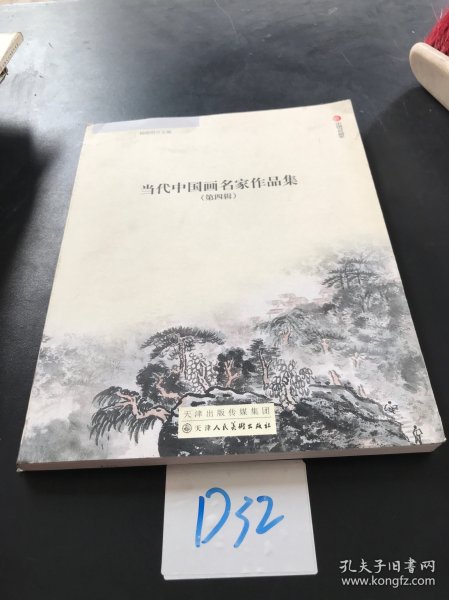 当代中国画名家作品集
（第四辑）
天津出版传媒集团
天津人民美術出版社
D32
孔夫子旧书网
www.kongfz.com